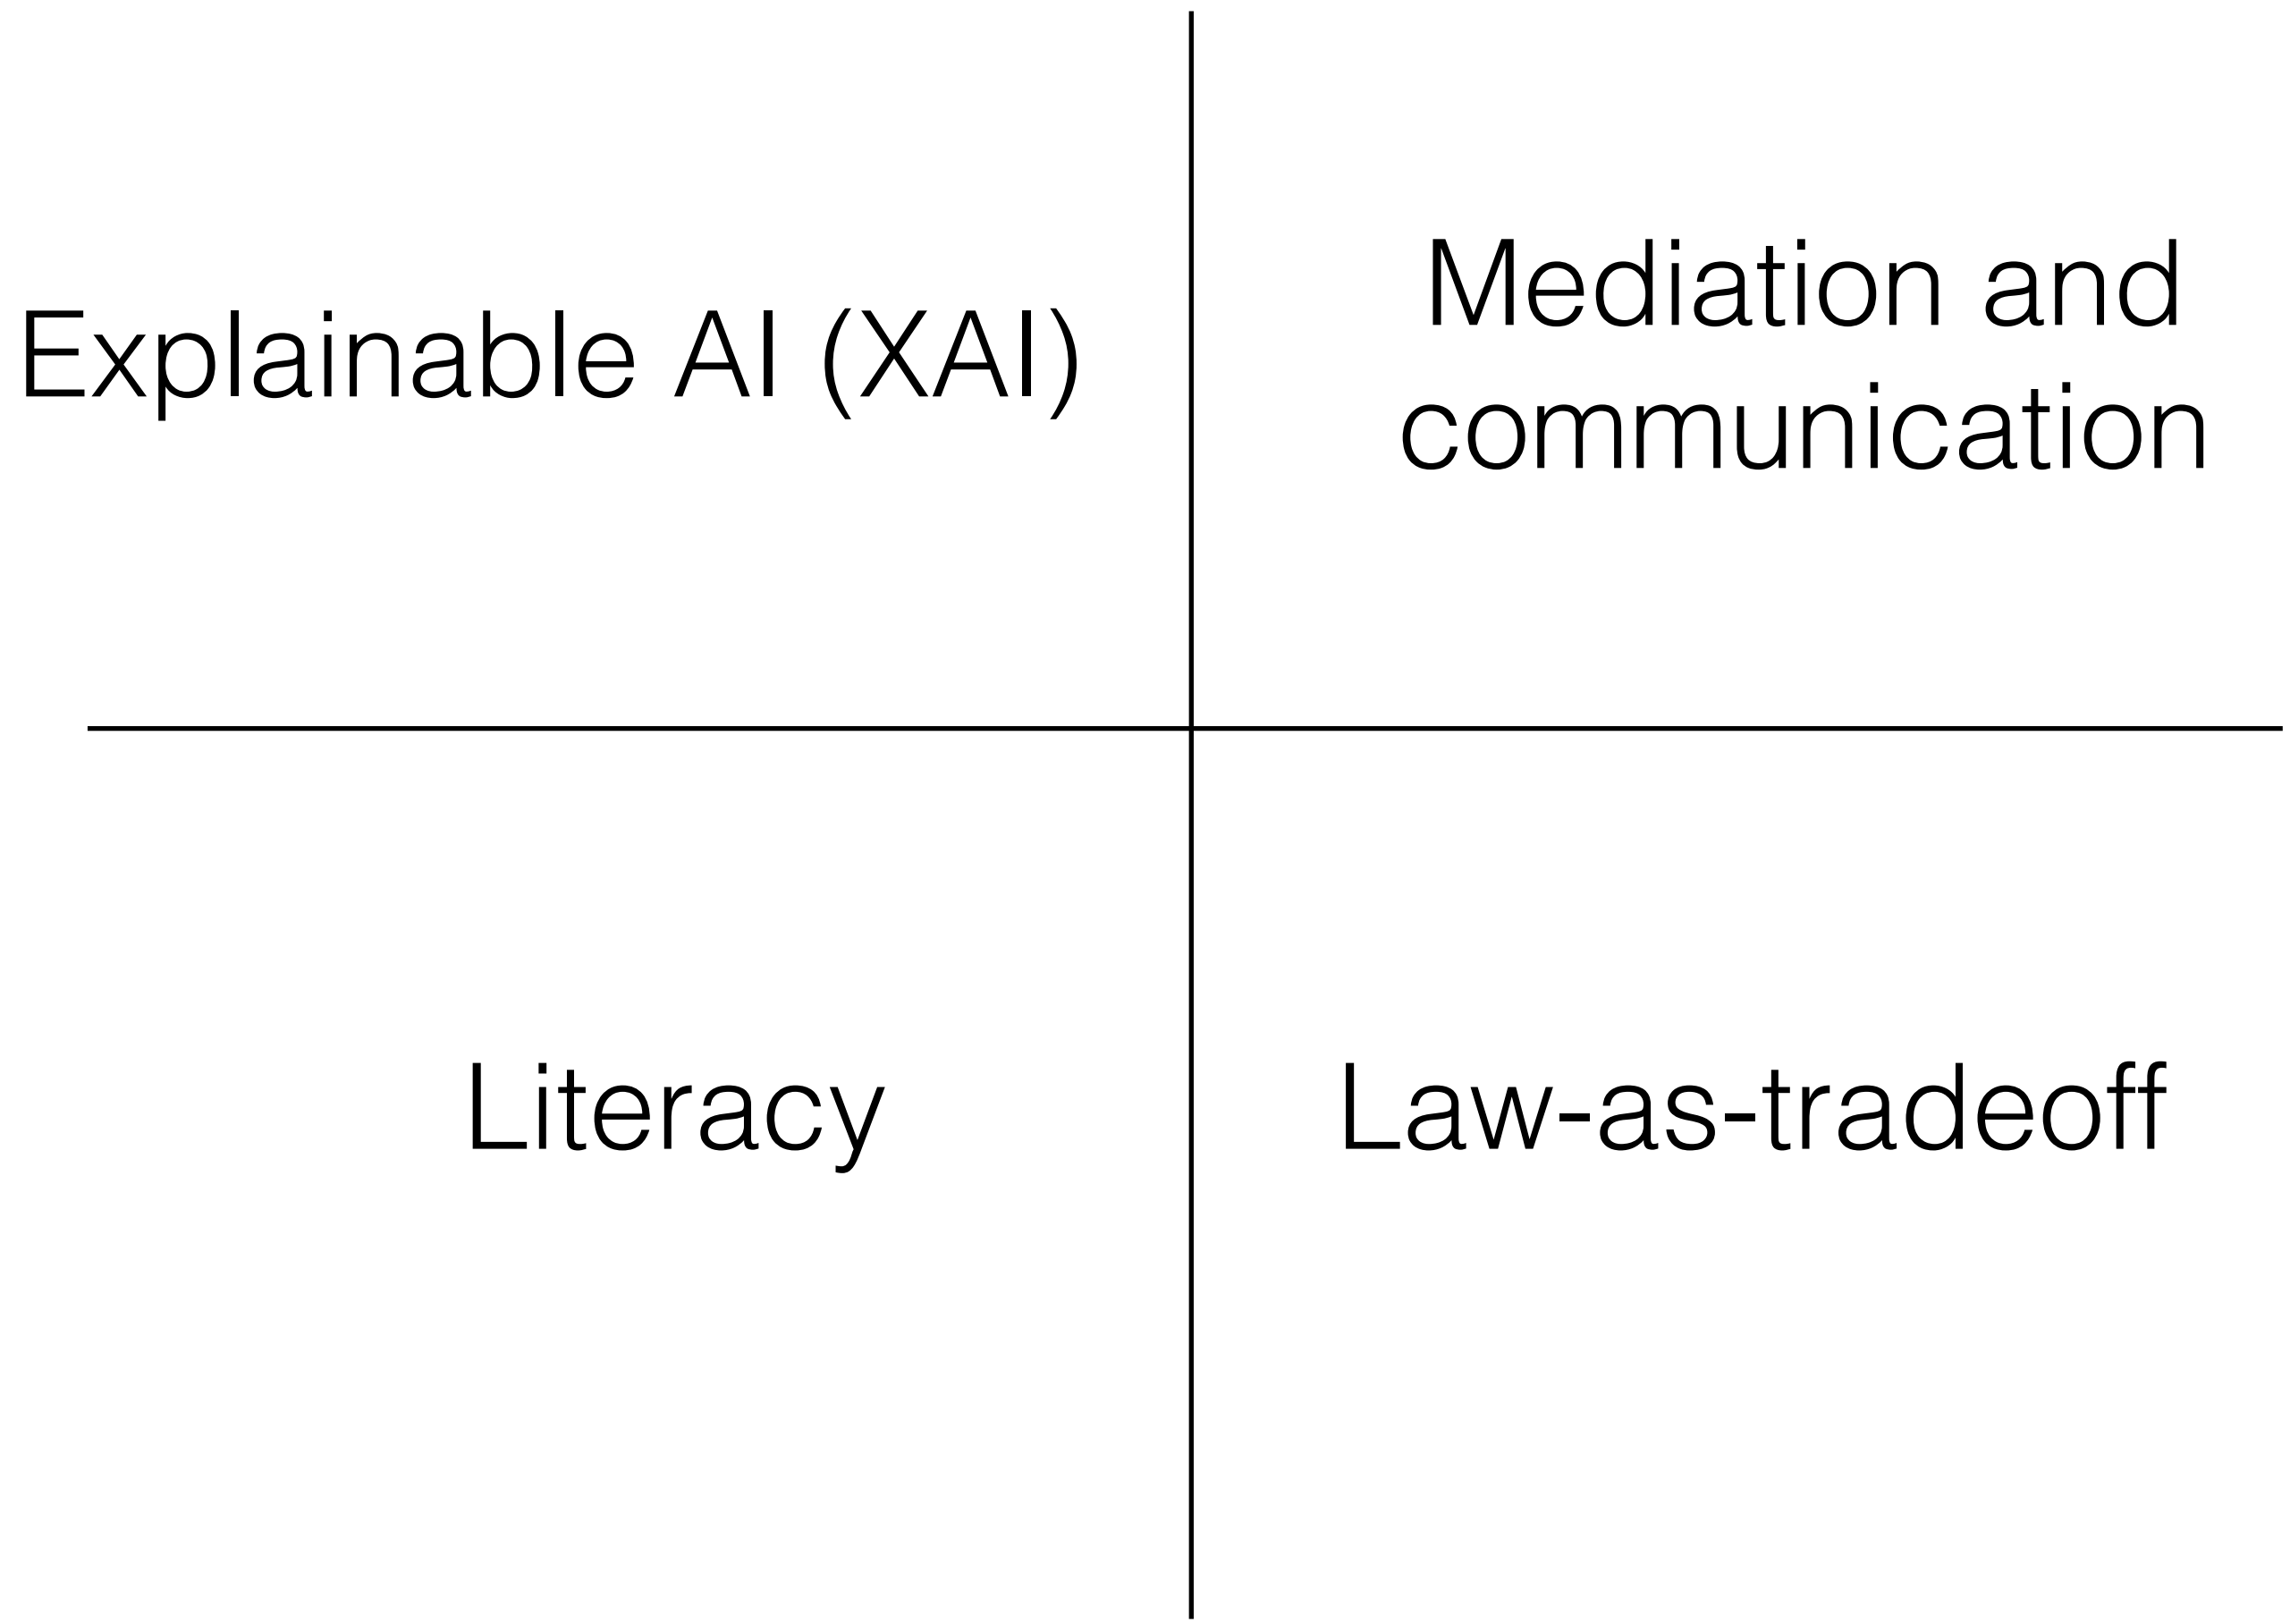 Explainable AI (XAI)
Mediation and
communication
Literacy
Law-as-tradeoff